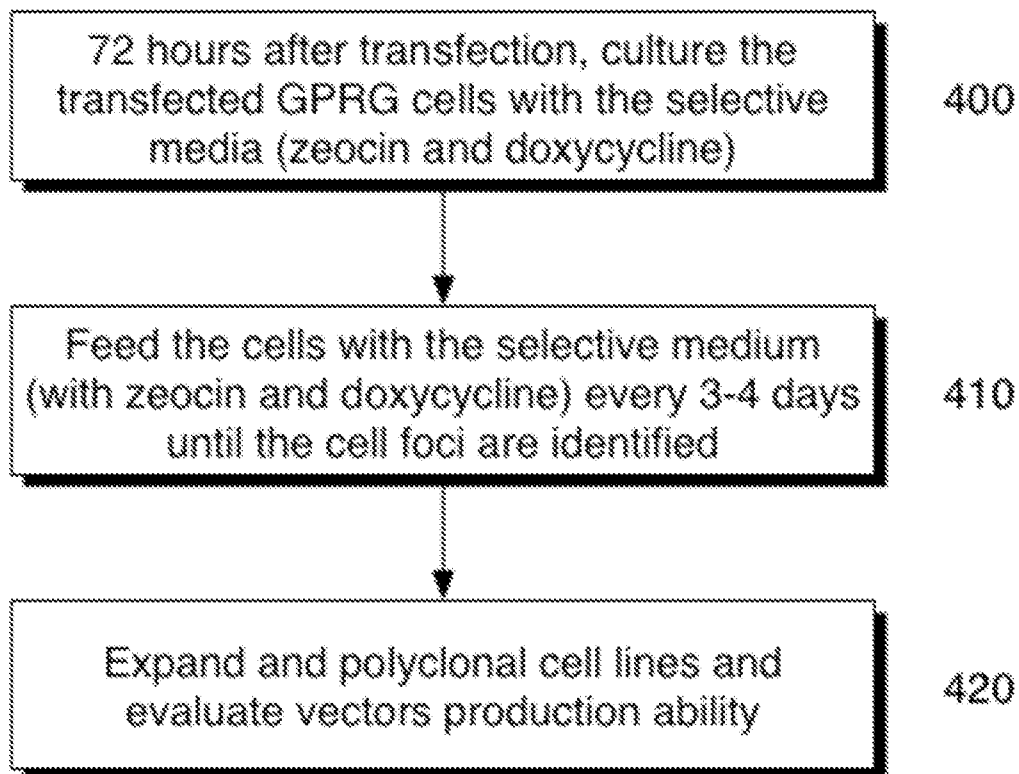 72 hours after transfection, culture the
transfected GPRG cells with the selective
media (zeocin and doxycycline)
400
Feed the cells with the selective medium
(with zeocin and doxycycline) every 3-4 days
until the cell foci are identified
410
Expand and polyclonal cell lines and
evaluate vectors production ability
420